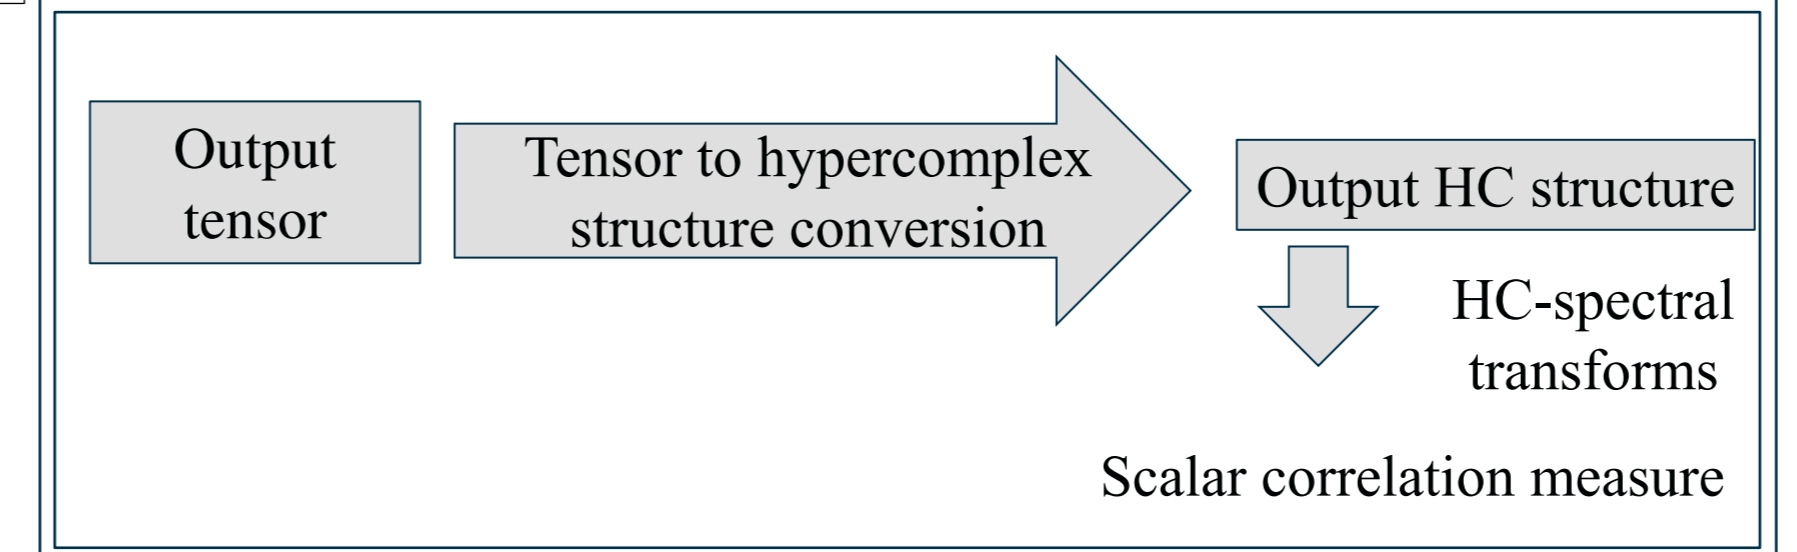 Output
tensor
Tensor to hypercomplex
structure conversion
Output HC structure
HC-spectral
transforms
Scalar correlation measure